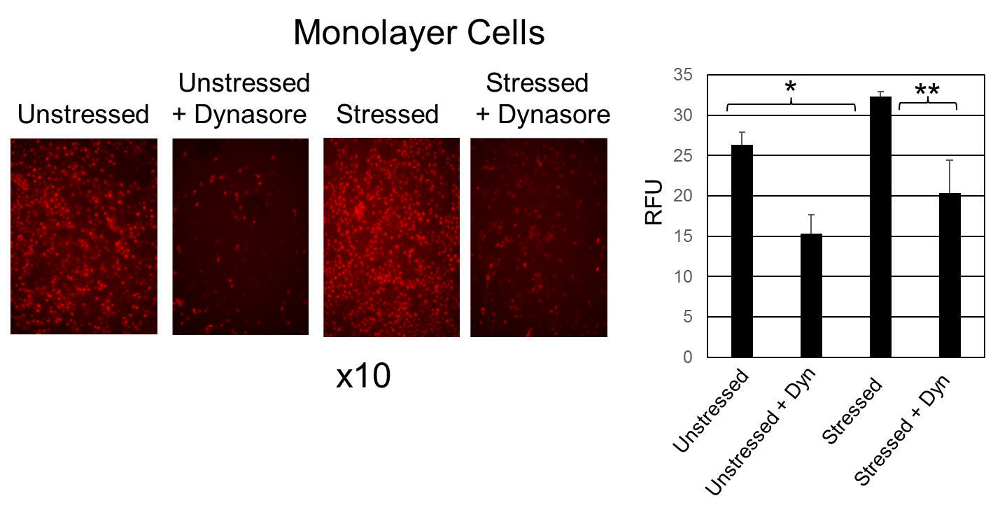 Monolayer Cells
Unstressed
Unstressed
+ Dynasore
Stressed
Stressed
+ Dynasore
x10
RFU
35
30
25
20
15
10
5
0
*
**
Unstressed
Unstressed + Dyn
Stressed
Stressed + Dyn